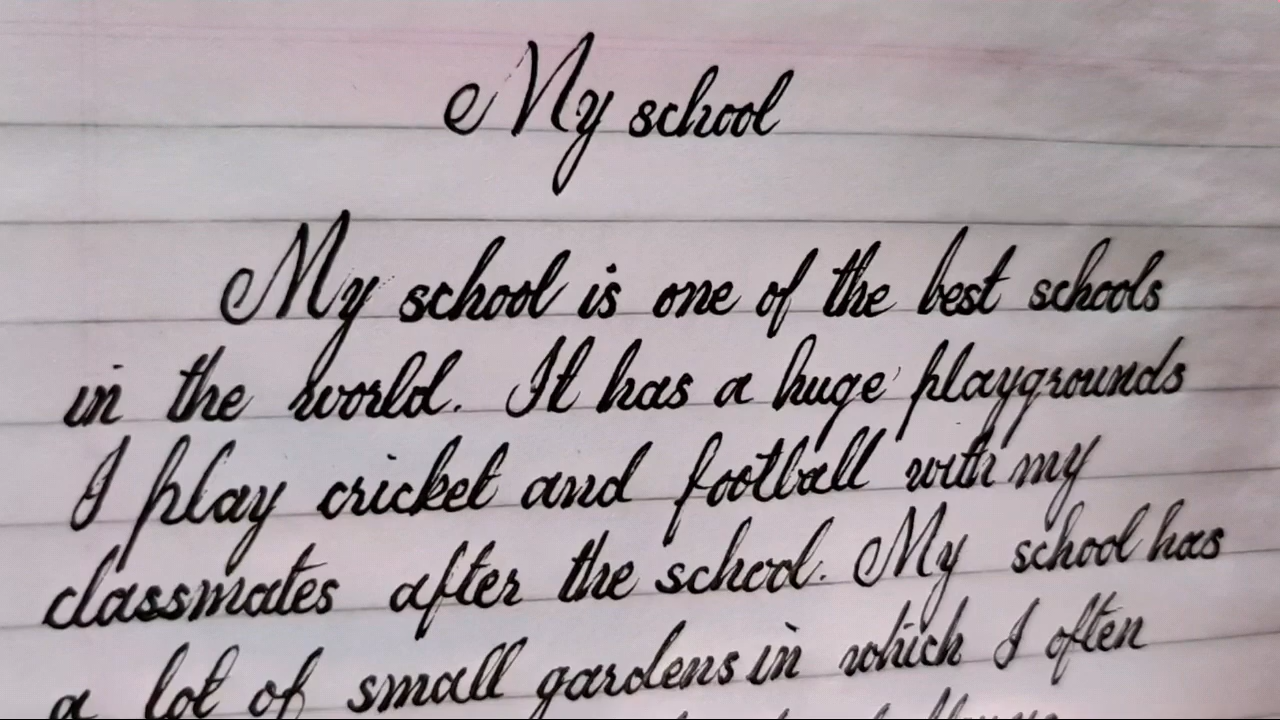 My school
My school is one of the best schools
in the world. It has a huge playgrounds
I play cricket and football with my
classmates after the school. My school has
a lot of small gardens in which I often